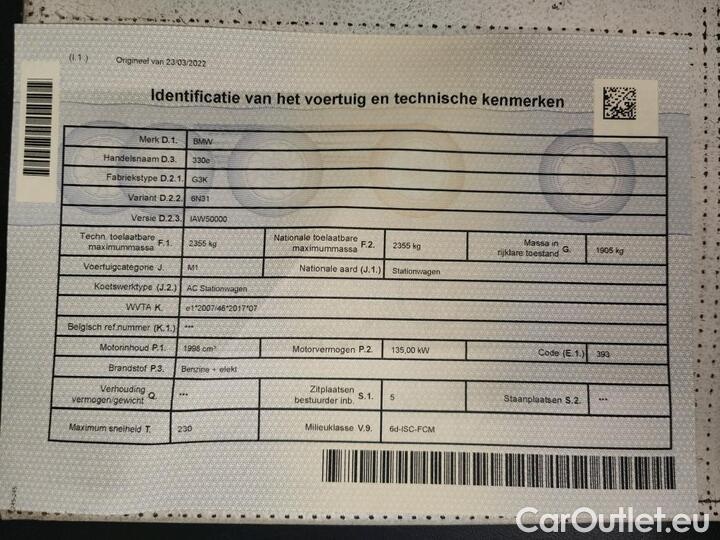 (I.1.) Origineel van 23/03/2022
Identificatie van het voertuig en technische kenmerken
Merk D.1. BMW
Handelsnaam D.3. 330e
Fabriekstype D.2.1. G3K
Variant D.2.2. 6N31
Versie D.2.3. IAW50000
Techn. toelaatbare maximummassa F.1. 2355 kg Nationale toelaatbare maximummassa F.2. 2355 kg Massa in rijklare toestand G. 1905 kg
Voertuigcategorie J. M1 Nationale aard (J.1.) Stationwagen
Koetswerktype (J.2.) AC Stationwagen
WVTA K. e1*2007/46*2017*07
Belgisch ref.nummer (K.1.) ***
Motorinhoud P.1. 1998 cm³ Motorvermogen P.2. 135,00 kW Code (E.1.) 393
Brandstof P.3. Benzine + elekt
Verhouding vermogen/gewicht Q. *** Zitplaatsen bestuurder inb. S.1. 5 Staanplaatsen S.2. ***
Maximum snelheid T. 230 Milieuklasse V.9. 6d-ISC-FCM
CarOutlet.eu